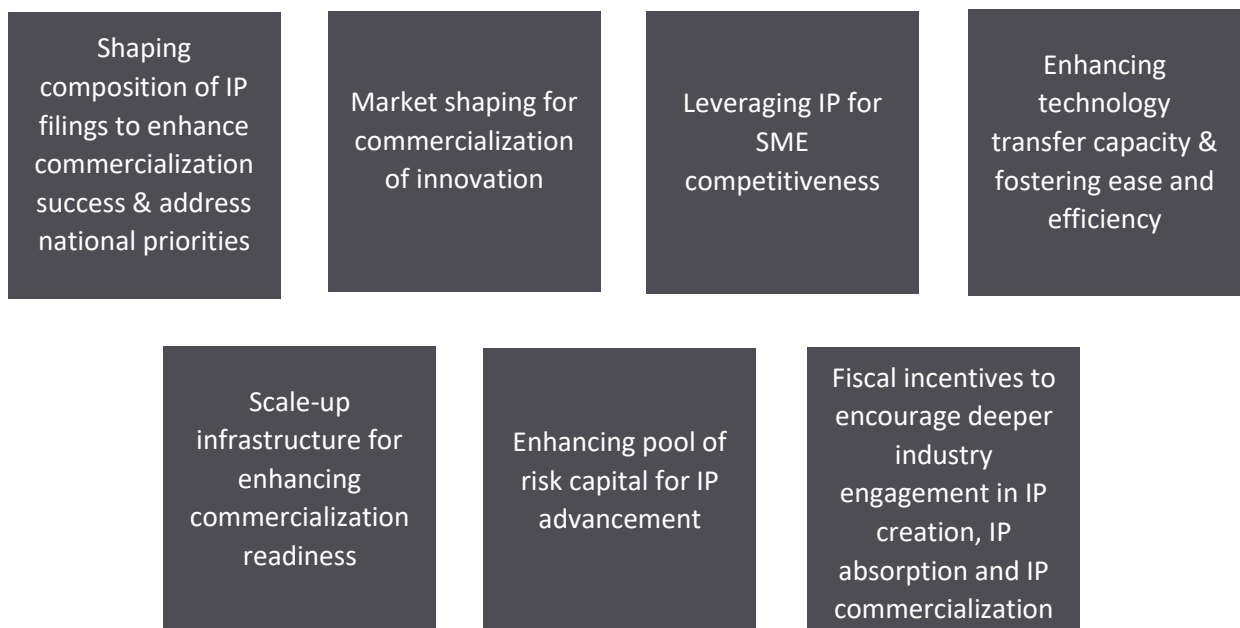 Shaping
composition of IP
filings to enhance
commercialization
success & address
national priorities
Market shaping for
commercialization
of innovation
Leveraging IP for
SME
competitiveness
Enhancing
technology
transfer capacity &
fostering ease and
efficiency
Scale-up
infrastructure for
enhancing
commercialization
readiness
Enhancing pool of
risk capital for IP
advancement
Fiscal incentives to
encourage deeper
industry
engagement in IP
creation, IP
absorption and IP
commercialization